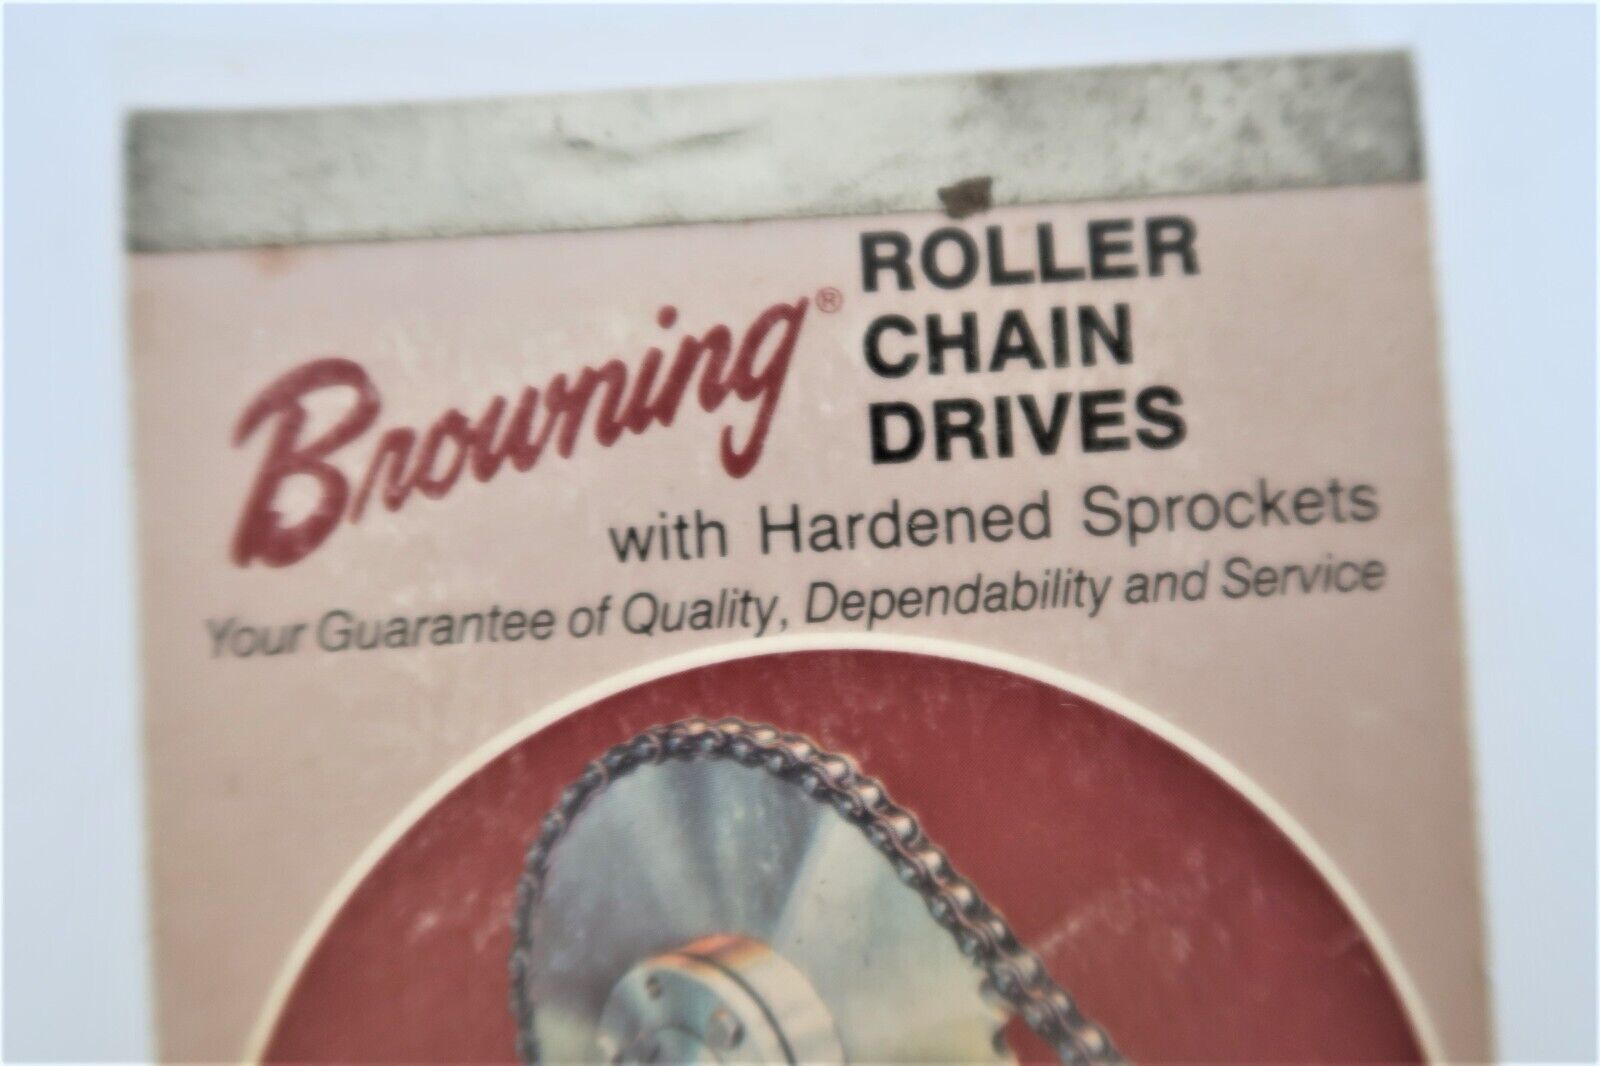 Browning®
ROLLER
CHAIN
DRIVES
with Hardened Sprockets
Your Guarantee of Quality, Dependability and Service